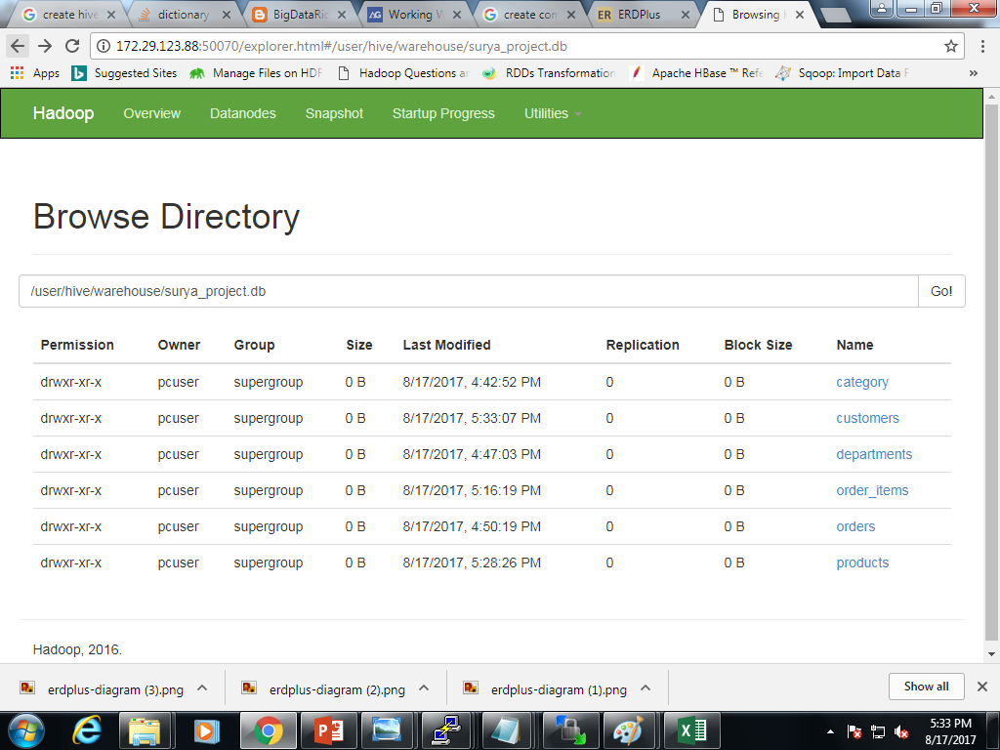 create hive
dictionary
BigDataRic
Working W
create com
ERDPlus
Browsing H
172.29.123.88:50070/explorer.html#/user/hive/warehouse/surya_project.db
Apps Suggested Sites Manage Files on HDF Hadoop Questions an RDDs Transformation Apache HBase ™ Refe Sqoop: Import Data F »
Hadoop Overview Datanodes Snapshot Startup Progress Utilities
Browse Directory
/user/hive/warehouse/surya_project.db Go!
Permission Owner Group Size Last Modified Replication Block Size Name
drwxr-xr-x pcuser supergroup 0 B 8/17/2017, 4:42:52 PM 0 0 B category
drwxr-xr-x pcuser supergroup 0 B 8/17/2017, 5:33:07 PM 0 0 B customers
drwxr-xr-x pcuser supergroup 0 B 8/17/2017, 4:47:03 PM 0 0 B departments
drwxr-xr-x pcuser supergroup 0 B 8/17/2017, 5:16:19 PM 0 0 B order_items
drwxr-xr-x pcuser supergroup 0 B 8/17/2017, 4:50:19 PM 0 0 B orders
drwxr-xr-x pcuser supergroup 0 B 8/17/2017, 5:28:26 PM 0 0 B products
Hadoop, 2016.
erdplus-diagram (3).png erdplus-diagram (2).png erdplus-diagram (1).png Show all
5:33 PM
8/17/2017